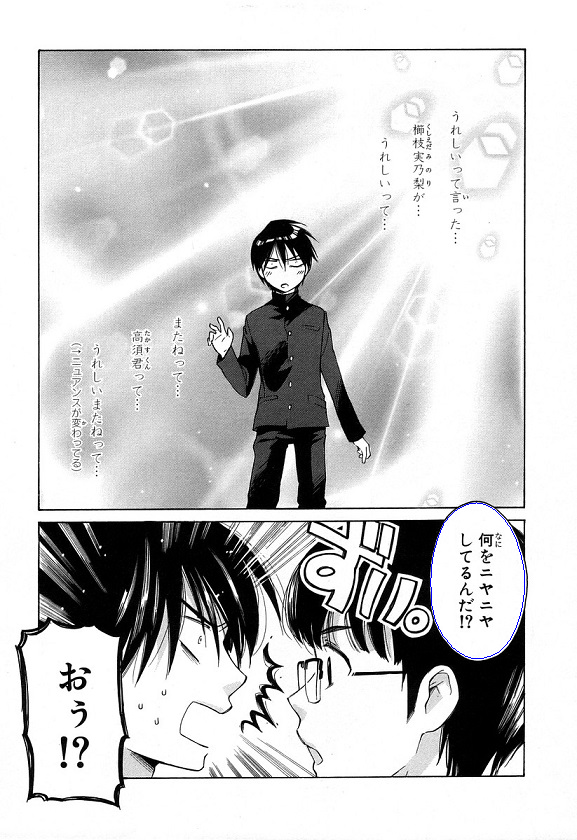 うれしいって言った…
櫛枝実乃梨が…
うれしいって…
またねって…
高須君って…
うれしいまたねって…
(→ニュアンスが変わってる)
何をニヤニヤ
してるんだ!?
ずいっ
おぅ!?